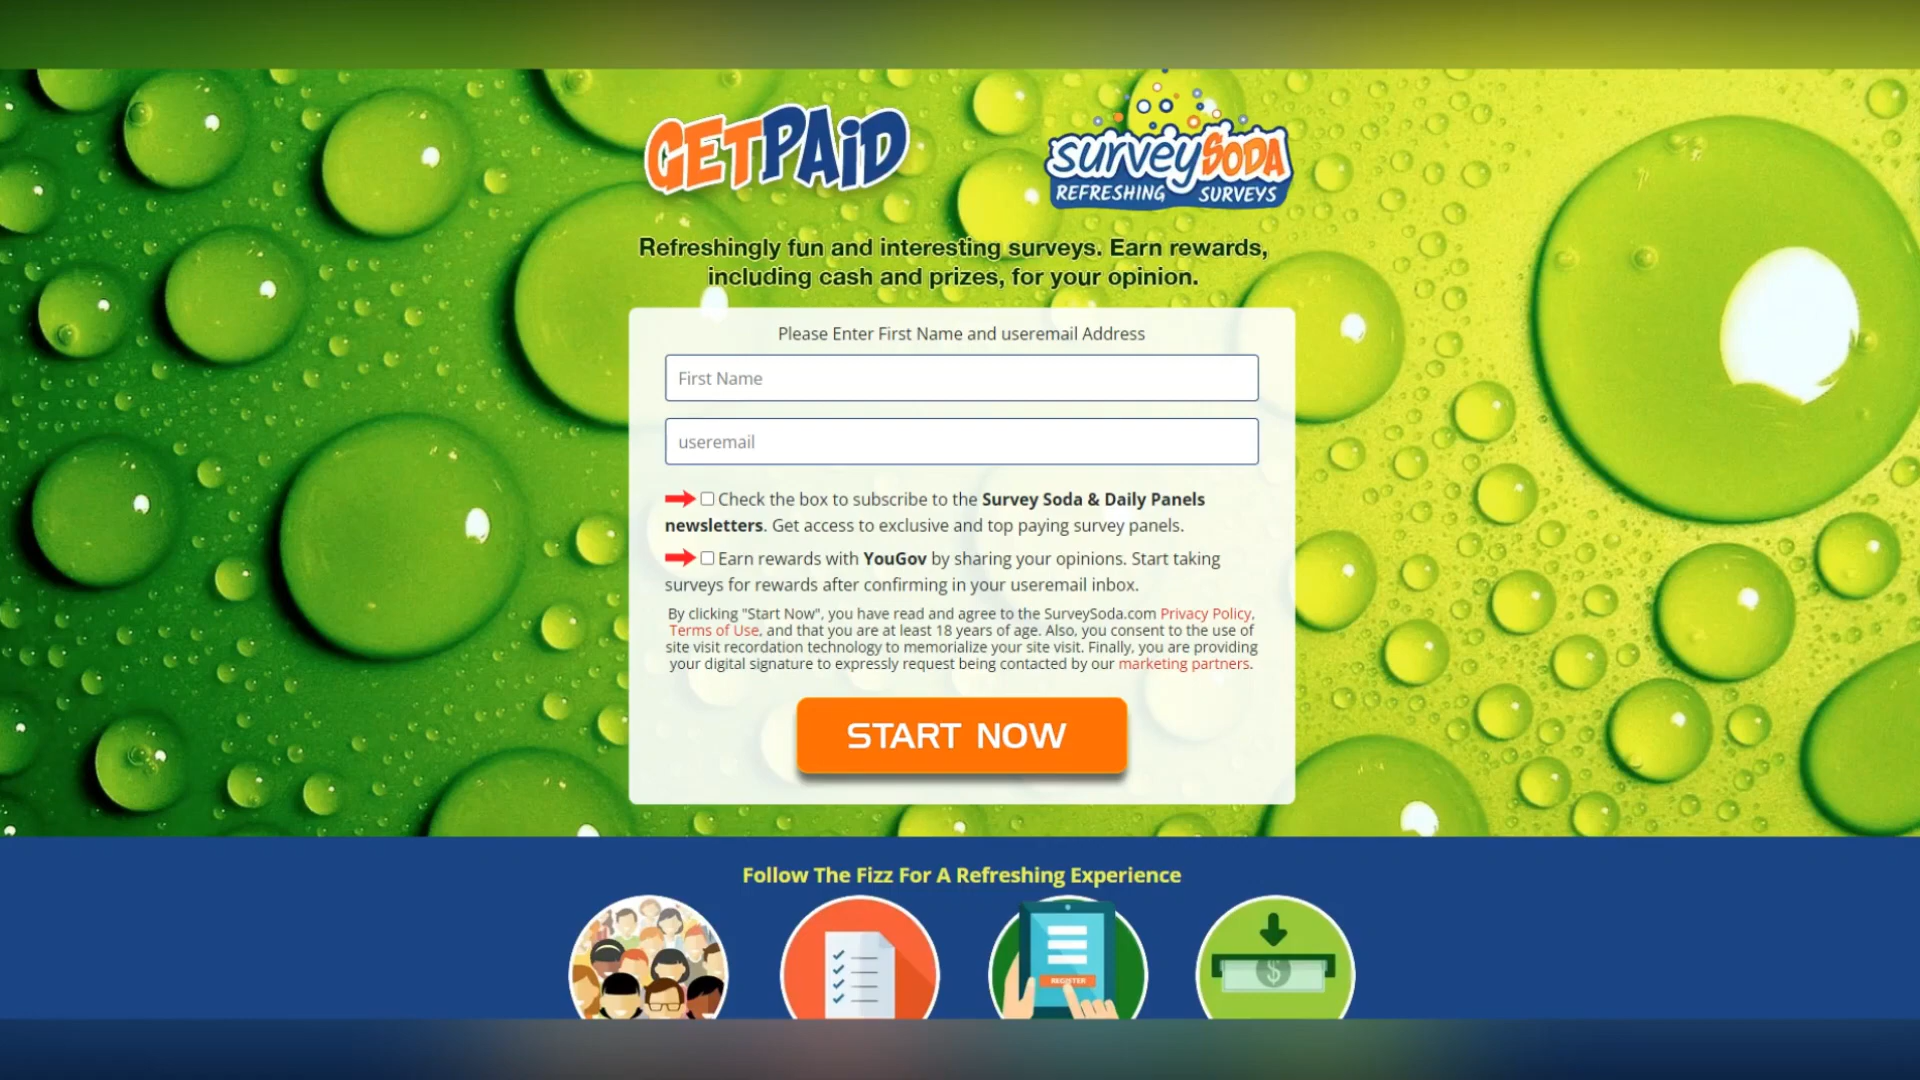 GETPAiD
surveySODA
REFRESHING SURVEYS
Refreshingly fun and interesting surveys. Earn rewards,
including cash and prizes, for your opinion.
Please Enter First Name and useremail Address
First Name
useremail
Check the box to subscribe to the Survey Soda & Daily Panels
newsletters. Get access to exclusive and top paying survey panels.
Earn rewards with YouGov by sharing your opinions. Start taking
surveys for rewards after confirming in your useremail inbox.
By clicking "Start Now", you have read and agree to the SurveySoda.com Privacy Policy,
Terms of Use, and that you are at least 18 years of age. Also, you consent to the use of
site visit recordation technology to memorialize your site visit. Finally, you are providing
your digital signature to expressly request being contacted by our marketing partners.
START NOW
Follow The Fizz For A Refreshing Experience
REGISTER
$